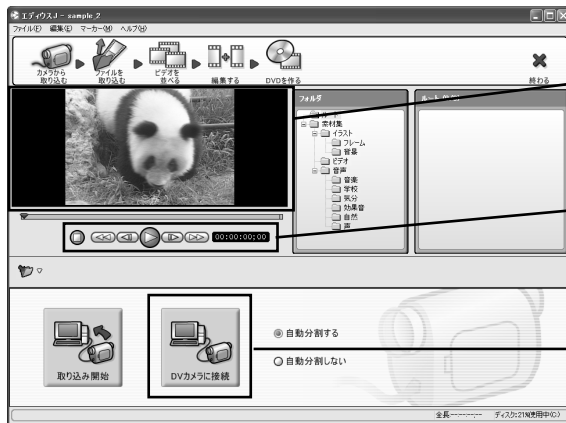 エディウスJ - sample_2
ファイル(F) 編集(E) マーカー(M) ヘルプ(H)
カメラから
取り込む
ファイルを
取り込む
ビデオを
並べる
編集する
DVDを作る
終わる
フォルダ
素材集
イラスト
フレーム
背景
ビデオ
音声
音楽
学校
気分
効果音
自然
声
00:00:00;00
取り込み開始
DVカメラに接続
自動分割する
自動分割しない
全長--:--:--;-- ディスク:21%使用中(C:)